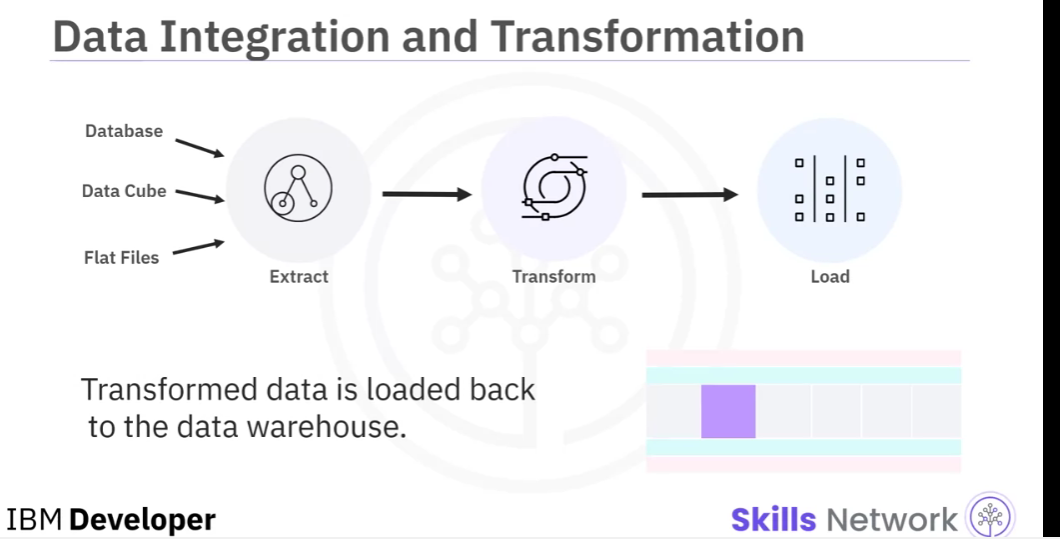 Data Integration and Transformation
Database
Data Cube
Flat Files
Extract
Transform
Load
Transformed data is loaded back
to the data warehouse.
IBM Developer
Skills Network